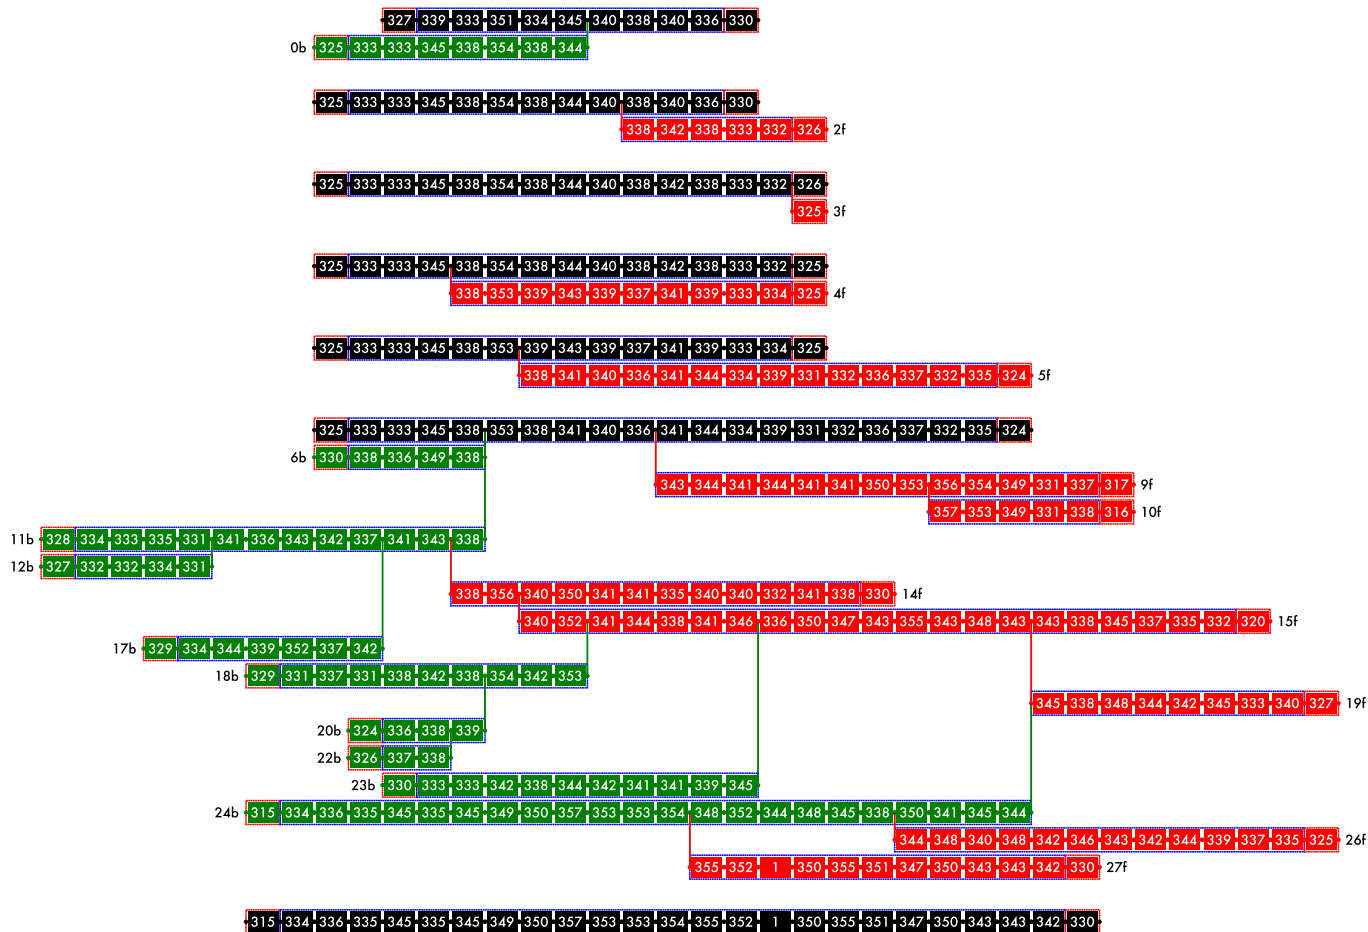 327 339 333 351 334 345 340 338 340 336 330
0b 325 333 333 345 338 354 338 344
325 333 333 345 338 354 338 344 340 338 340 336 330
338 342 338 333 332 326 2f
325 333 333 345 338 354 338 344 340 338 342 338 333 332 326
325 3f
325 333 333 345 338 354 338 344 340 338 342 338 333 332 325
338 353 339 343 339 337 341 339 333 334 325 4f
325 333 333 345 338 353 339 343 339 337 341 339 333 334 325
338 341 340 336 341 344 334 339 331 332 336 337 332 335 324 5f
325 333 333 345 338 353 338 341 340 336 341 344 334 339 331 332 336 337 332 335 324
6b 330 338 336 349 338
343 344 341 344 341 341 350 353 356 354 349 331 337 317 9f
357 353 349 331 338 316 10f
11b 328 334 333 335 331 341 336 343 342 337 341 343 338
12b 327 332 332 334 331
338 356 340 350 341 341 335 340 340 332 341 338 330 14f
340 352 341 344 338 341 346 336 350 347 343 355 343 348 343 343 338 345 337 335 332 320 15f
17b 329 334 344 339 352 337 342
18b 329 331 337 331 338 342 338 354 342 353
345 338 348 344 342 345 333 340 327 19f
20b 324 336 338 339
22b 326 337 338
23b 330 333 333 342 338 344 342 341 341 339 345
24b 315 334 336 335 345 335 345 349 350 357 353 353 354 348 352 344 348 345 338 350 341 345 344
344 348 340 348 342 346 343 342 344 339 337 335 325 26f
355 352 1 350 355 351 347 350 343 343 342 330 27f
315 334 336 335 345 335 345 349 350 357 353 353 354 355 352 1 350 355 351 347 350 343 343 342 330